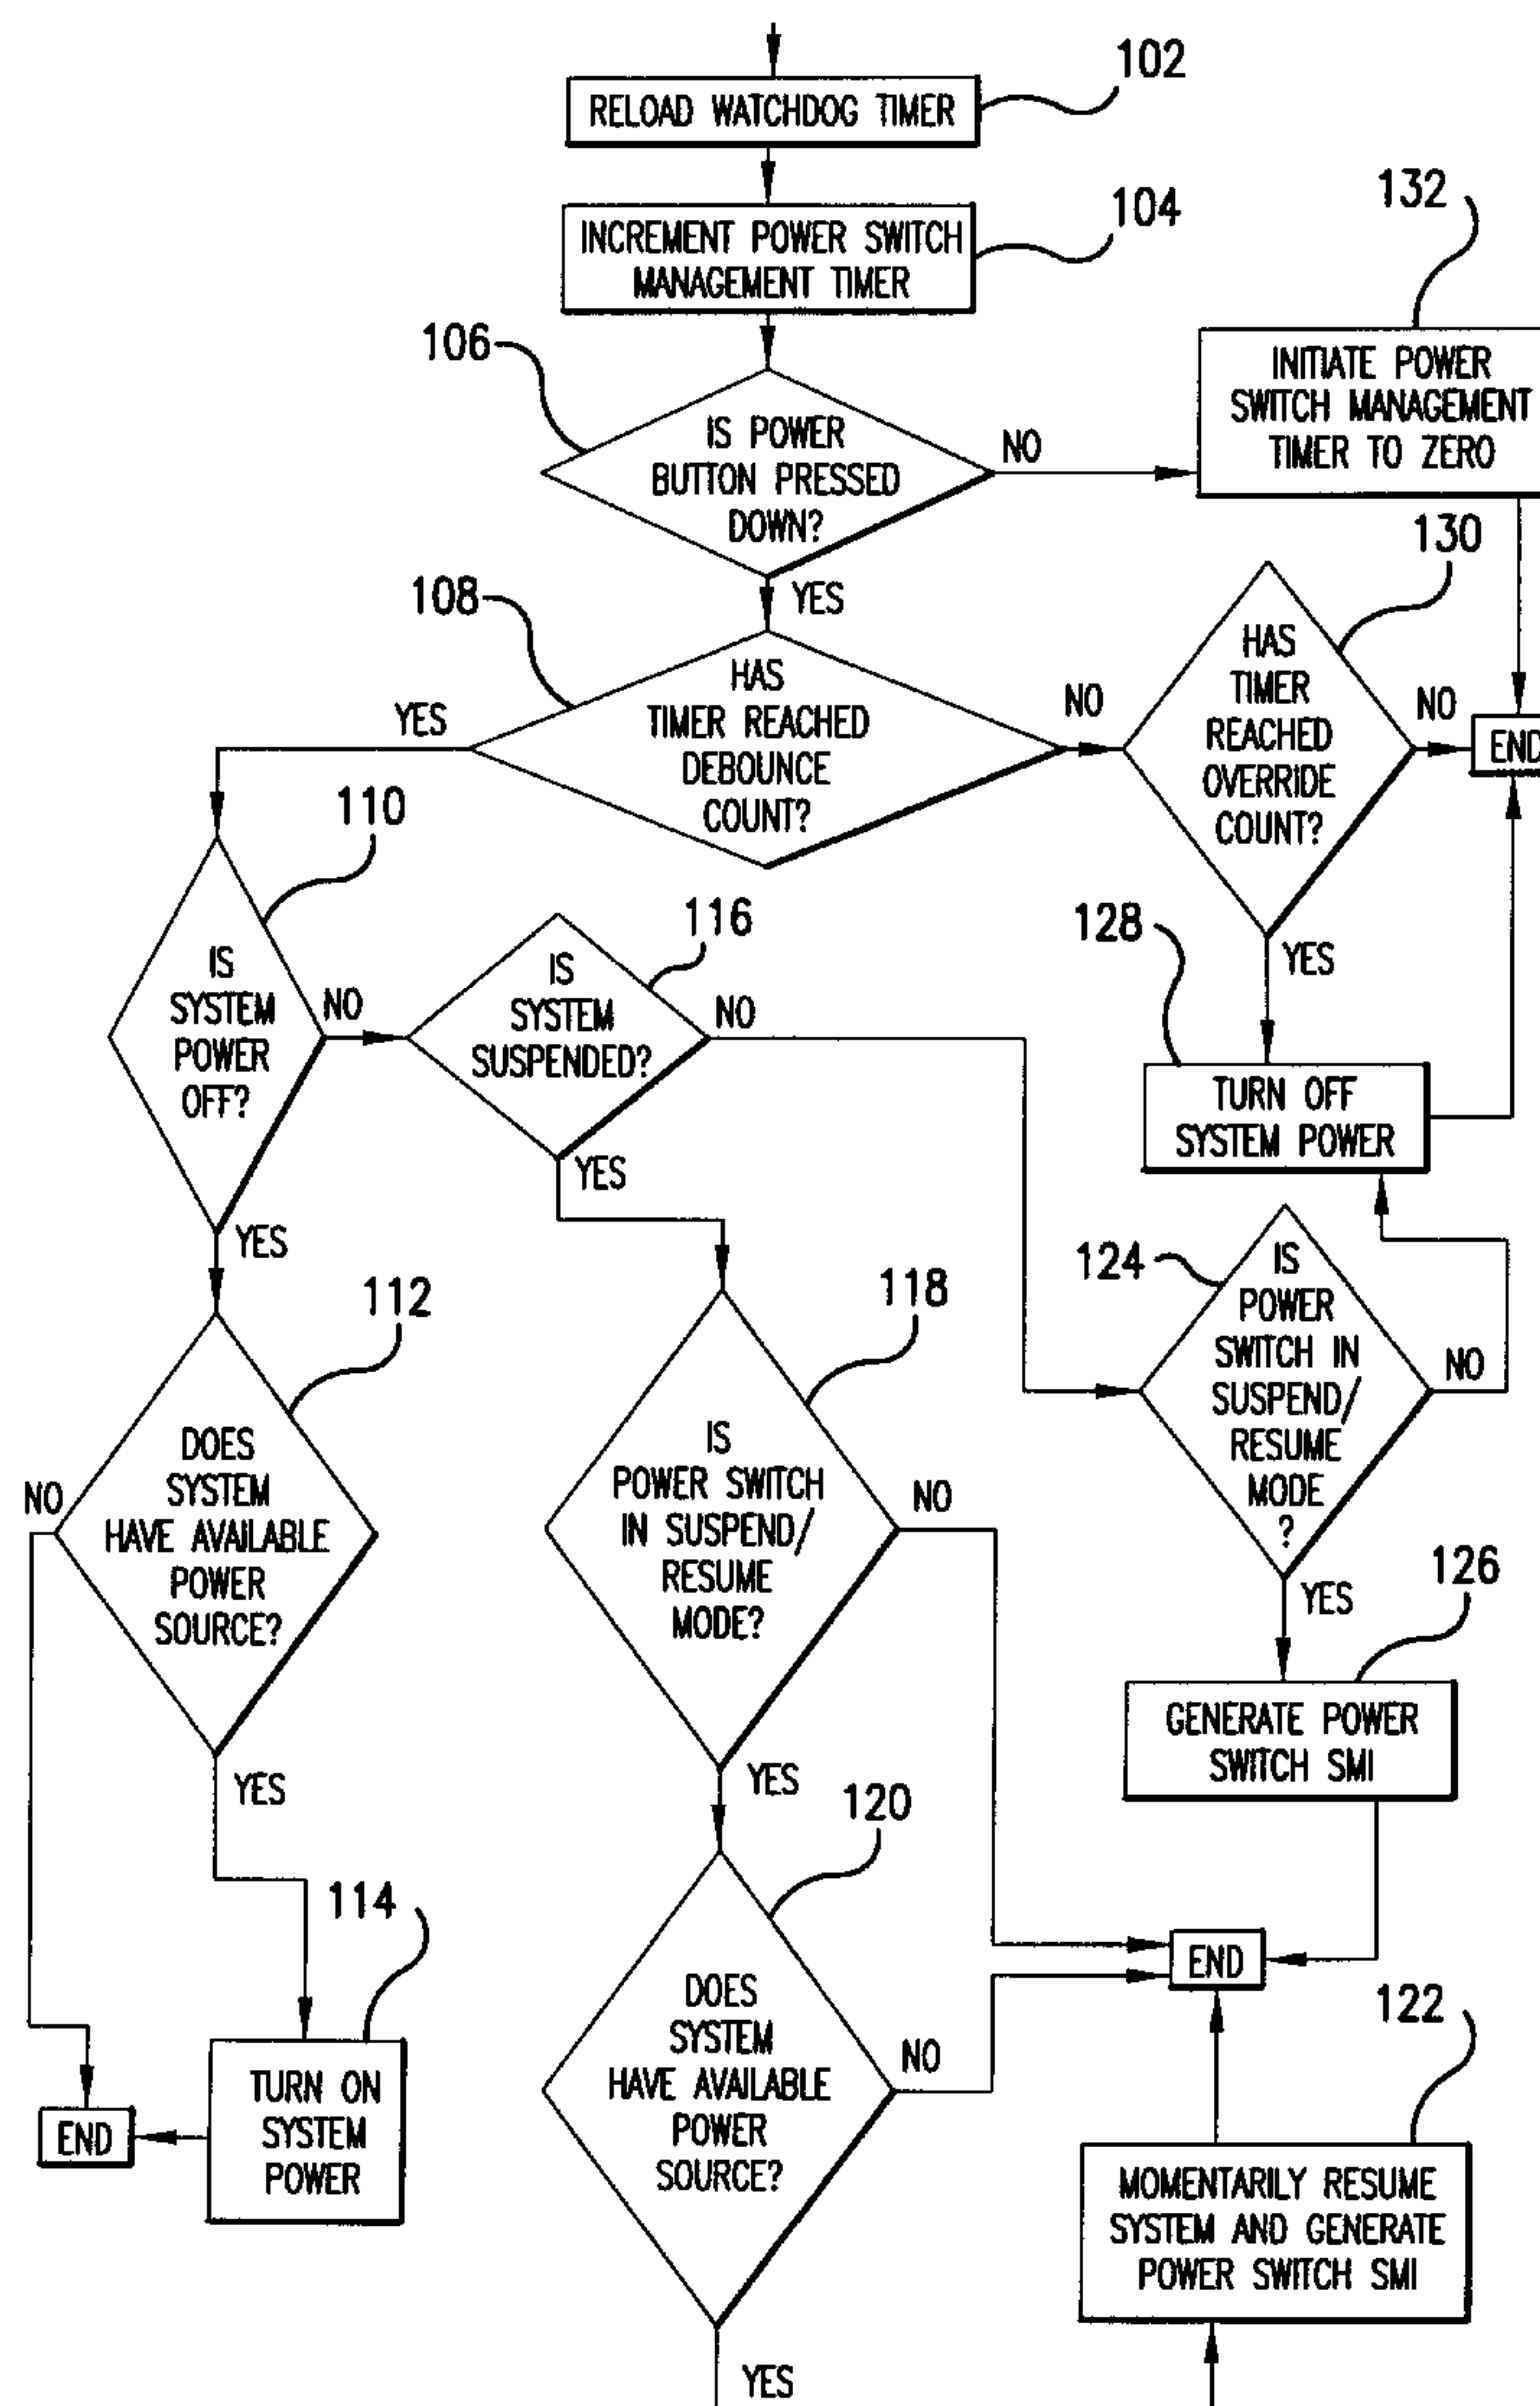 102
RELOAD WATCHDOG TIMER
104
INCREMENT POWER SWITCH
MANAGEMENT TIMER
132
INITIATE POWER
SWITCH MANAGEMENT
TIMER TO ZERO
106
IS POWER
BUTTON PRESSED
DOWN?
NO
YES
108
HAS
TIMER REACHED
DEBOUNCE
COUNT?
YES
NO
130
HAS
TIMER
REACHED
OVERRIDE
COUNT?
NO
END
YES
110
IS
SYSTEM
POWER
OFF?
NO
YES
116
IS
SYSTEM
SUSPENDED?
NO
YES
128
TURN OFF
SYSTEM POWER
124
IS
POWER
SWITCH IN
SUSPEND/
RESUME
MODE
?
NO
YES
112
DOES
SYSTEM
HAVE AVAILABLE
POWER
SOURCE?
NO
YES
118
IS
POWER SWITCH
IN SUSPEND/
RESUME
MODE?
NO
YES
126
GENERATE POWER
SWITCH SMI
114
TURN ON
SYSTEM
POWER
END
120
DOES
SYSTEM
HAVE AVAILABLE
POWER
SOURCE?
NO
YES
END
122
MOMENTARILY RESUME
SYSTEM AND GENERATE
POWER SWITCH SMI